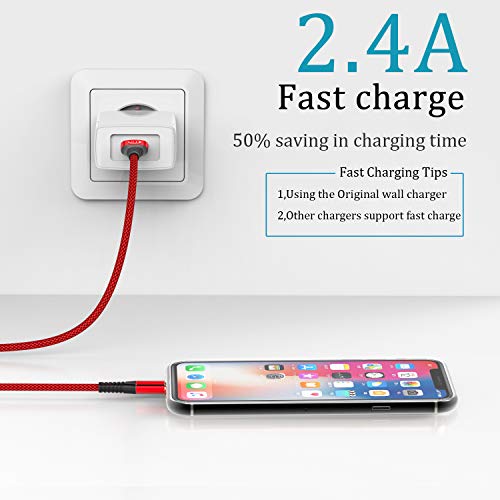 2.4A
Fast charge
50% saving in charging time
Fast Charging Tips
1,Using the Original wall charger
2,Other chargers support fast charge